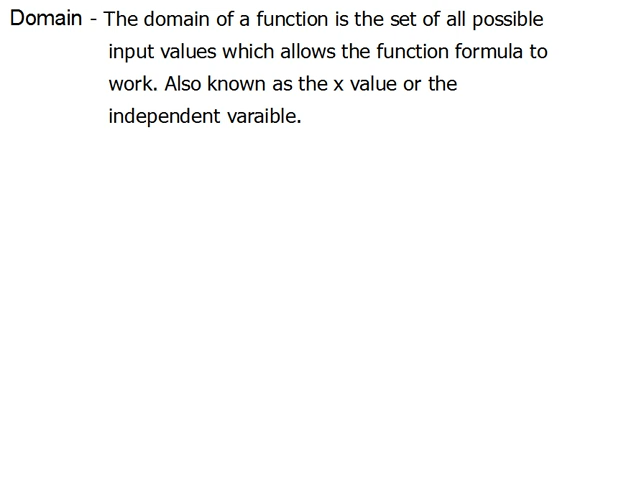 Domain - The domain of a function is the set of all possible
input values which allows the function formula to
work. Also known as the x value or the
independent varaible.